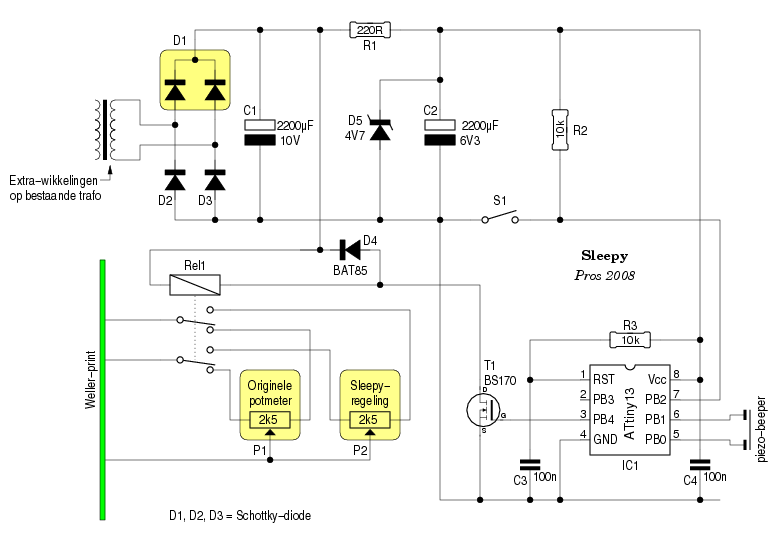 D1
220R
R1
C1
2200µF
10V
D5
4V7
C2
2200µF
6V3
10k
R2
Extra-wikkelingen
op bestaande trafo
D2
D3
S1
D4
BAT85
Sleepy
Pros 2008
Rel1
Weller-print
Originele
potmeter
2k5
P1
Sleepy-
regeling
2k5
P2
T1
BS170
D
G
S
R3
10k
1
RST
Vcc
8
2
PB3
PB2
7
3
PB4
PB1
6
4
GND
PB0
5
ATtiny13
IC1
C3
100n
C4
100n
piezo-beeper
D1, D2, D3 = Schottky-diode